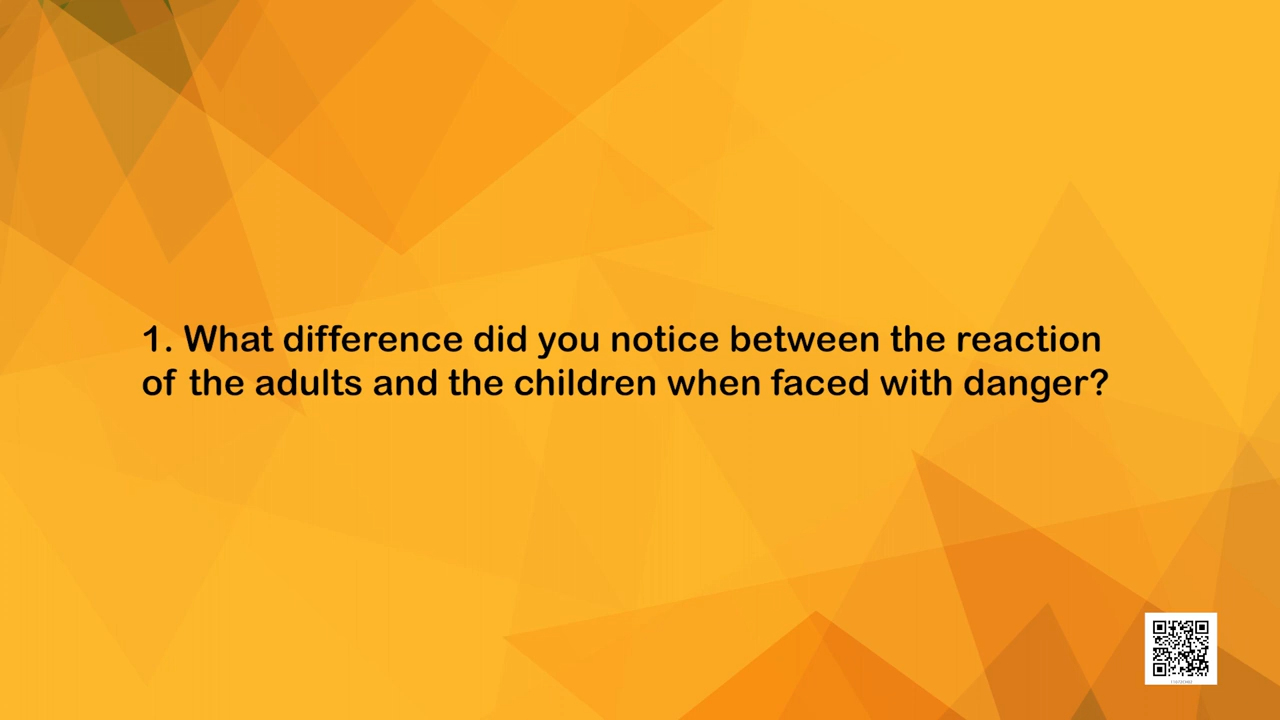 1. What difference did you notice between the reaction
of the adults and the children when faced with danger?